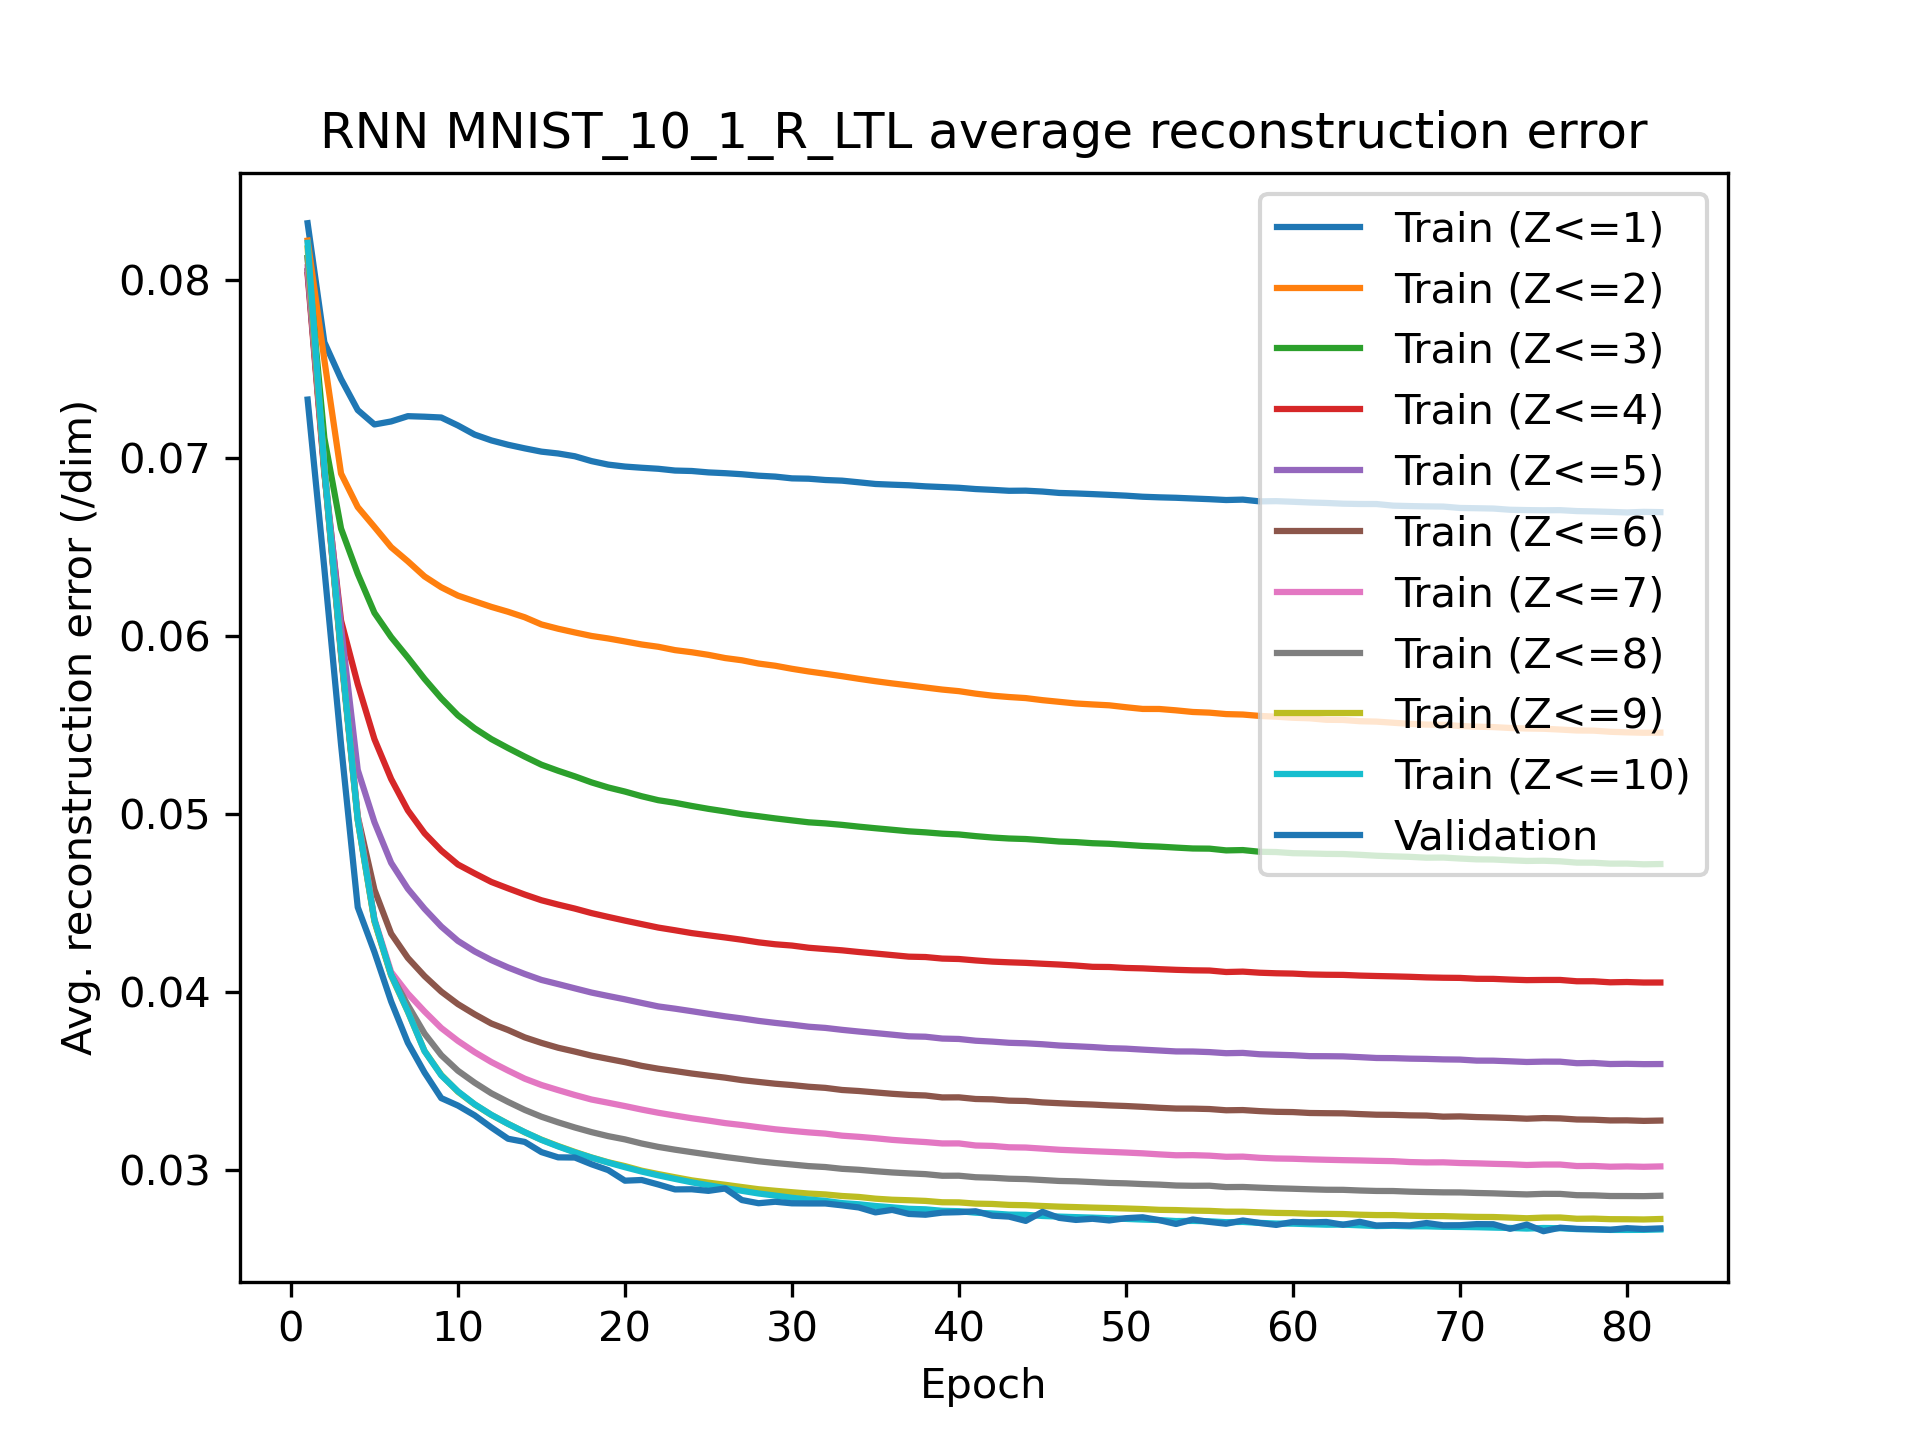 RNN MNIST_10_1_R_LTL average reconstruction error
Avg. reconstruction error (/dim)
0.08
0.07
0.06
0.05
0.04
0.03
Train (Z<=1)
Train (Z<=2)
Train (Z<=3)
Train (Z<=4)
Train (Z<=5)
Train (Z<=6)
Train (Z<=7)
Train (Z<=8)
Train (Z<=9)
Train (Z<=10)
Validation
0 10 20 30 40 50 60 70 80
Epoch